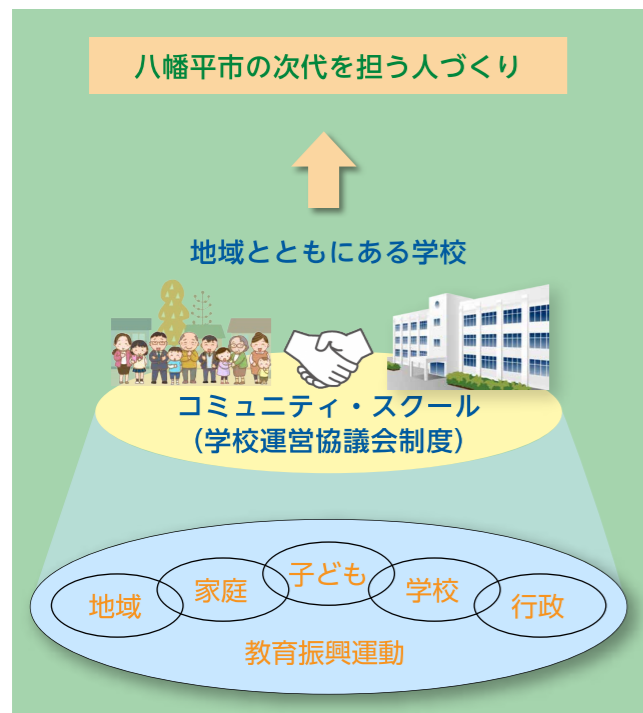 八幡平市の次代を担う人づくり
地域とともにある学校
コミュニティ・スクール
（学校運営協議会制度）
地域
家庭
子ども
学校
行政
教育振興運動